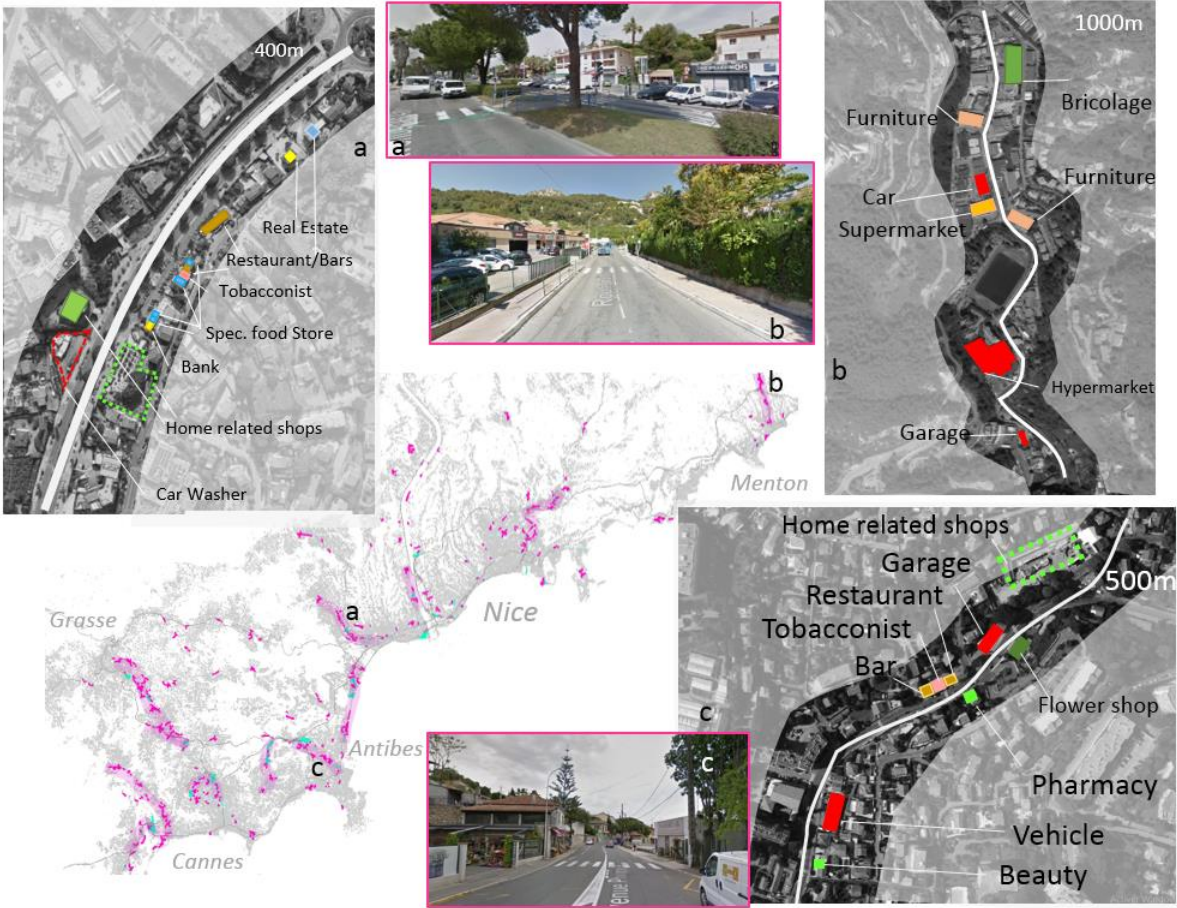 400m
a
Real Estate
Restaurant/Bars
Tobacconist
Spec. food Store
Bank
Home related shops
Car Washer
a
b
1000m
Bricolage
Furniture
Furniture
Car
Supermarket
b
Hypermarket
Garage
b
Menton
Nice
a
Grasse
Antibes
c
Cannes
Home related shops
Garage
500m
Restaurant
Tobacconist
Bar
Flower shop
c
Pharmacy
Vehicle
Beauty
c